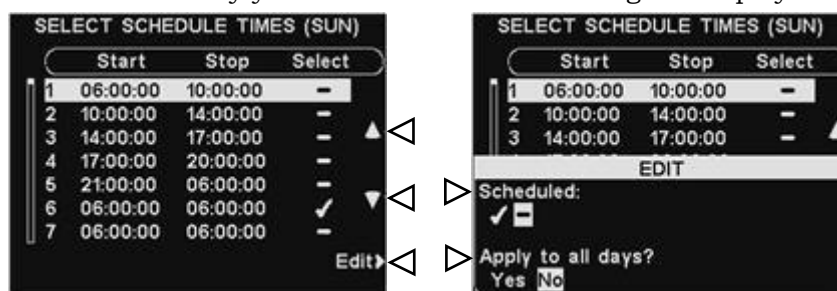 SELECT SCHEDULE TIMES (SUN)
Start Stop Select
1 06:00:00 10:00:00 –
2 10:00:00 14:00:00 –
3 14:00:00 17:00:00 –
4 17:00:00 20:00:00 –
5 21:00:00 06:00:00 –
6 06:00:00 06:00:00 ✓
7 06:00:00 06:00:00 –
Edit
SELECT SCHEDULE TIMES (SUN)
Start Stop Select
1 06:00:00 10:00:00 –
2 10:00:00 14:00:00 –
3 14:00:00 17:00:00 –
EDIT
Scheduled:
✓ –
Apply to all days?
Yes No